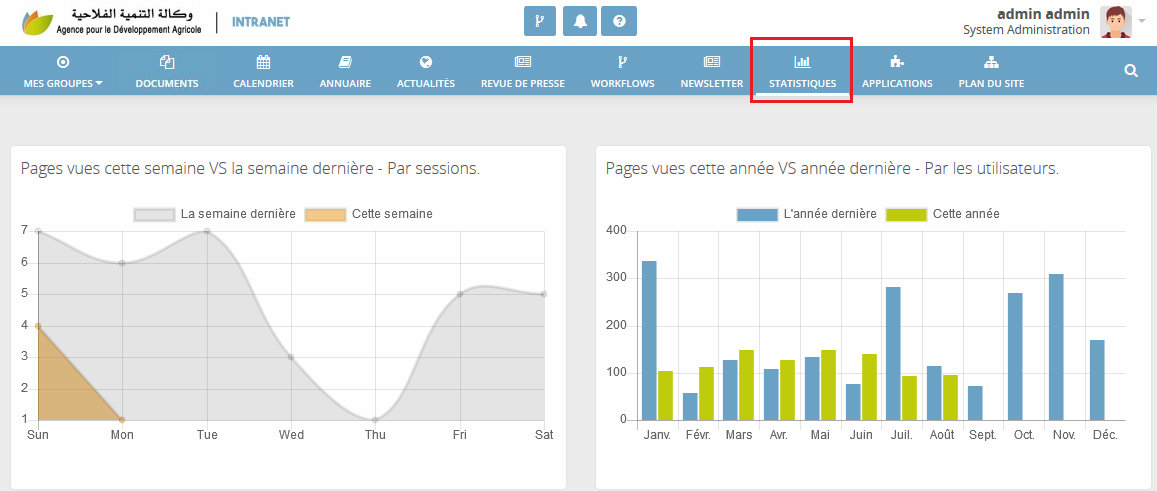 وكالة التنمية الفلاحية
Agence pour le Développement Agricole
INTRANET
admin admin
System Administration
MES GROUPES
DOCUMENTS
CALENDRIER
ANNUAIRE
ACTUALITÉS
REVUE DE PRESSE
WORKFLOWS
NEWSLETTER
STATISTIQUES
APPLICATIONS
PLAN DU SITE
Pages vues cette semaine VS la semaine dernière - Par sessions.
La semaine dernière
Cette semaine
7
6
5
4
3
2
1
Sun Mon Tue Wed Thu Fri Sat
Pages vues cette année VS année dernière - Par les utilisateurs.
L'année dernière
Cette année
400
300
200
100
0
Janv. Févr. Mars Avr. Mai Juin Juil. Août Sept. Oct. Nov. Déc.